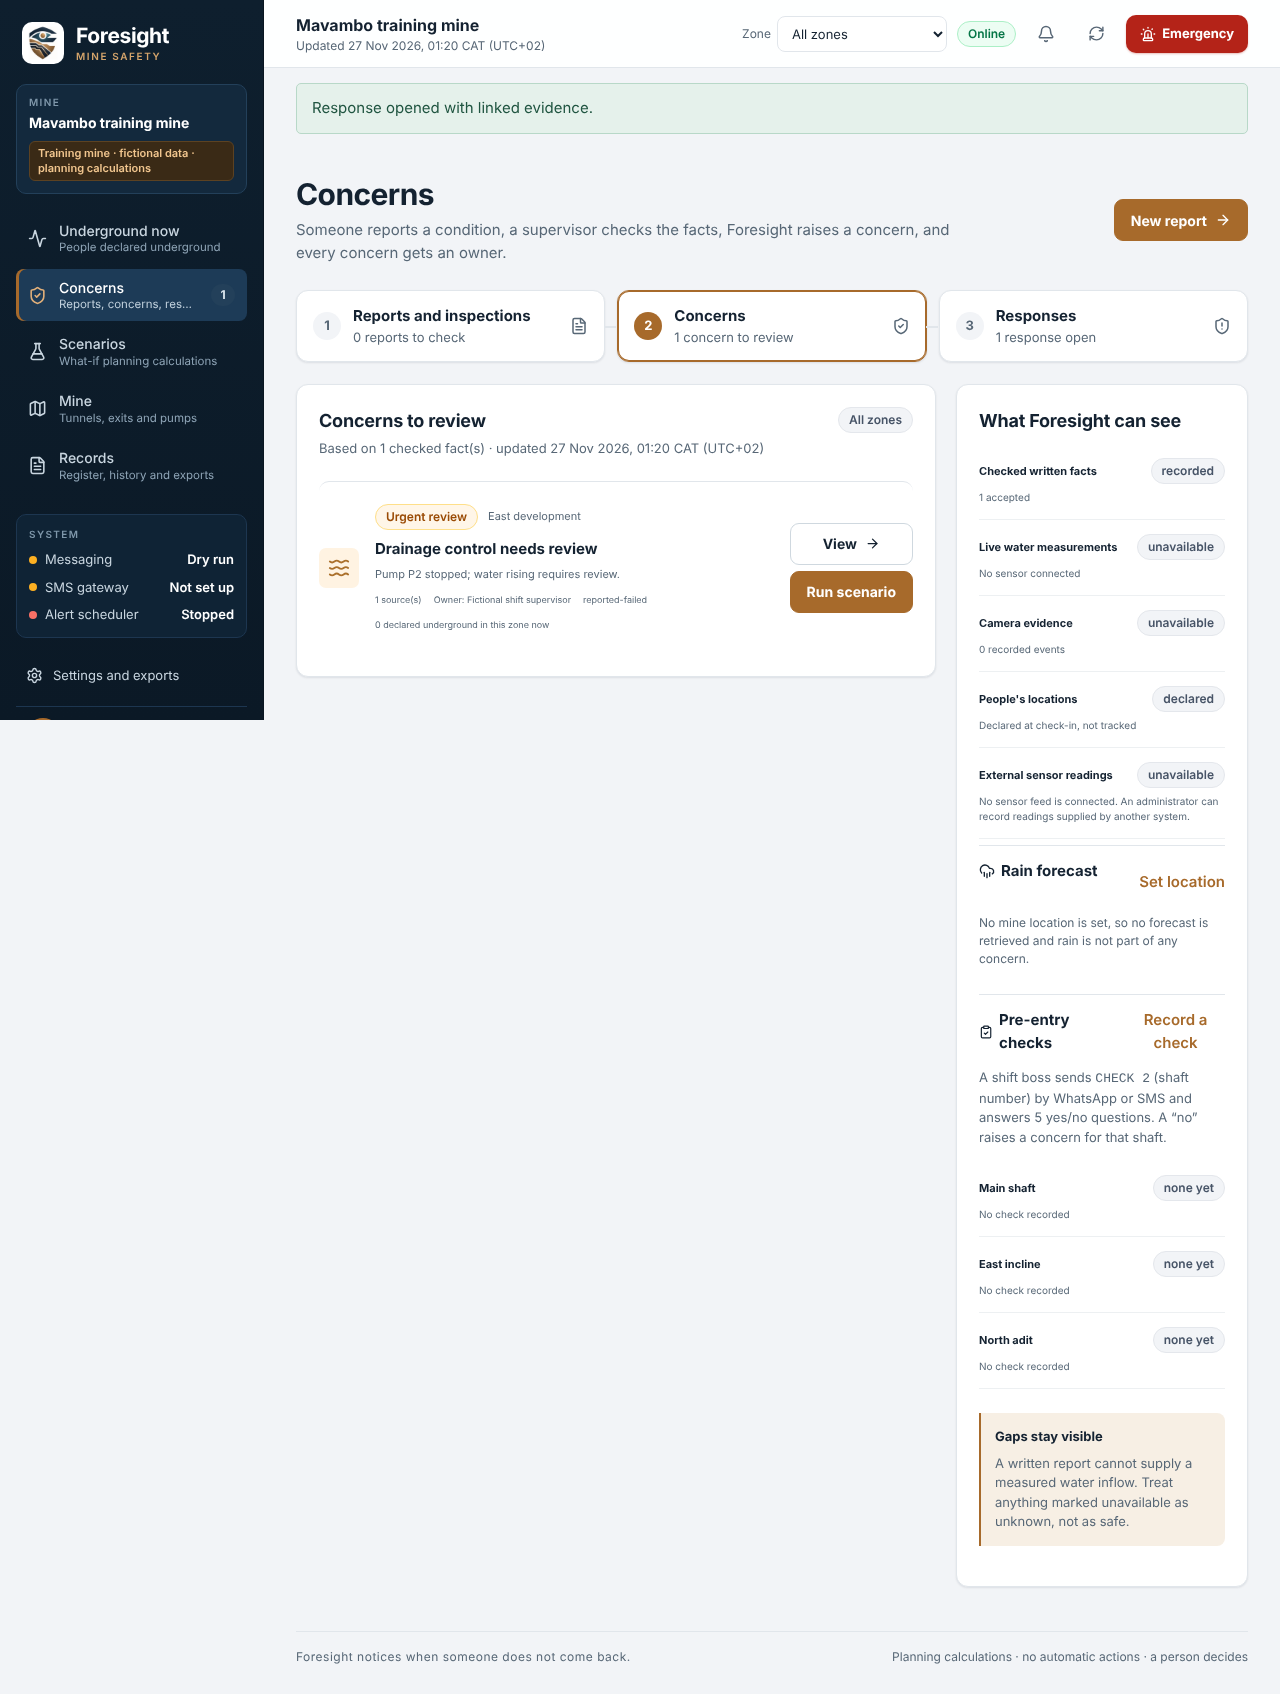 Foresight
MINE SAFETY
MINE
Mavambo training mine
Training mine · fictional data ·
planning calculations
Underground now
People declared underground
Concerns
Reports, concerns, res...
1
Scenarios
What-if planning calculations
Mine
Tunnels, exits and pumps
Records
Register, history and exports
SYSTEM
Messaging Dry run
SMS gateway Not set up
Alert scheduler Stopped
Settings and exports
Mavambo training mine
Updated 27 Nov 2026, 01:20 CAT (UTC+02)
Zone
All zones
Online
Emergency
Response opened with linked evidence.
Concerns
Someone reports a condition, a supervisor checks the facts, Foresight raises a concern, and
every concern gets an owner.
New report
1
Reports and inspections
0 reports to check
2
Concerns
1 concern to review
3
Responses
1 response open
Concerns to review
All zones
Based on 1 checked fact(s) · updated 27 Nov 2026, 01:20 CAT (UTC+02)
Urgent review East development
Drainage control needs review
Pump P2 stopped; water rising requires review.
1 source(s) Owner: Fictional shift supervisor reported-failed
0 declared underground in this zone now
View
Run scenario
What Foresight can see
Checked written facts recorded
1 accepted
Live water measurements unavailable
No sensor connected
Camera evidence unavailable
0 recorded events
People's locations declared
Declared at check-in, not tracked
External sensor readings unavailable
No sensor feed is connected. An administrator can
record readings supplied by another system.
Rain forecast
Set location
No mine location is set, so no forecast is
retrieved and rain is not part of any
concern.
Pre-entry
checks
Record a
check
A shift boss sends CHECK 2 (shaft
number) by WhatsApp or SMS and
answers 5 yes/no questions. A “no”
raises a concern for that shaft.
Main shaft none yet
No check recorded
East incline none yet
No check recorded
North adit none yet
No check recorded
Gaps stay visible
A written report cannot supply a
measured water inflow. Treat
anything marked unavailable as
unknown, not as safe.
Foresight notices when someone does not come back.
Planning calculations · no automatic actions · a person decides